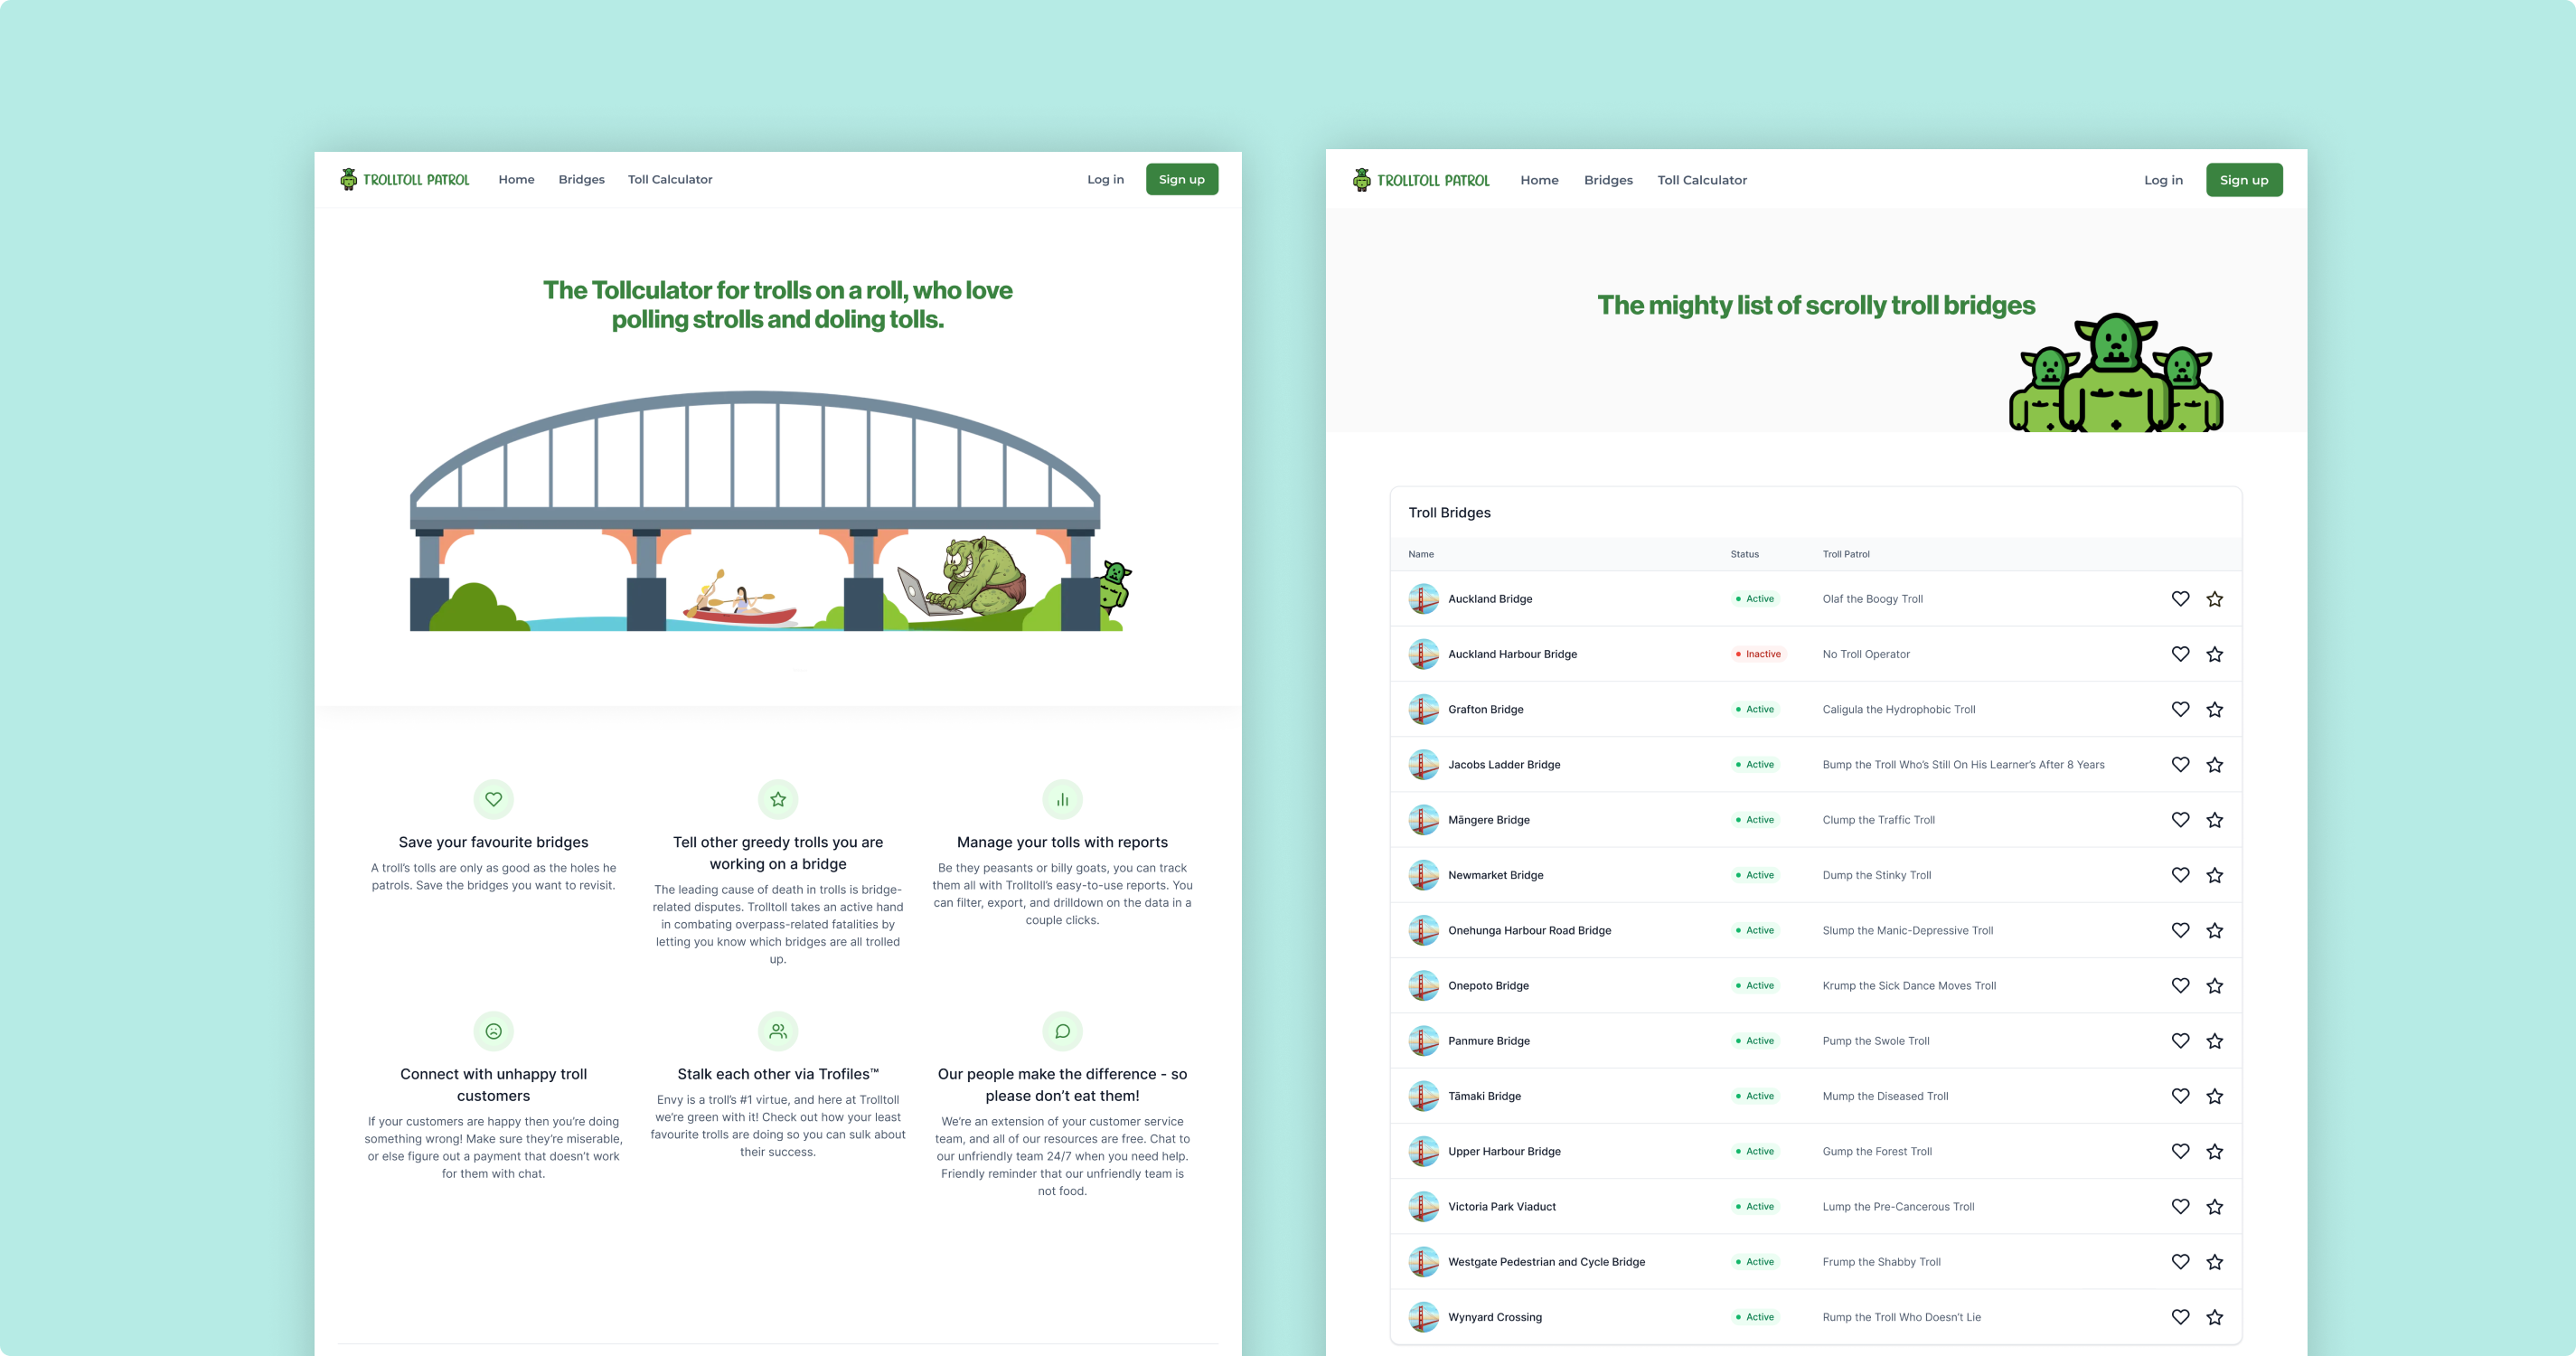 TROLLTOLL PATROL Home Bridges Toll Calculator Log in Sign up
The Tollculator for trolls on a roll, who love
polling strolls and doling tolls.
Save your favourite bridges
A troll's tolls are only as good as the holes he
patrols. Save the bridges you want to revisit.
Tell other greedy trolls you are
working on a bridge
The leading cause of death in trolls is bridge-
related disputes. Trolltoll takes an active hand
in combating overpass-related fatalities by
letting you know which bridges are all trolled
up.
Manage your tolls with reports
Be they peasants or billy goats, you can track
them all with Trolltoll's easy-to-use reports. You
can filter, export, and drilldown on the data in a
couple clicks.
Connect with unhappy troll
customers
If your customers are happy then you're doing
something wrong! Make sure they're miserable,
or else figure out a payment that doesn't work
for them with chat.
Stalk each other via Trofiles™
Envy is a troll's #1 virtue, and here at Trolltoll
we're green with it! Check out how your least
favourite trolls are doing so you can sulk about
their success.
Our people make the difference - so
please don't eat them!
We're an extension of your customer service
team, and all of our resources are free. Chat to
our unfriendly team 24/7 when you need help.
Friendly reminder that our unfriendly team is
not food.
TROLLTOLL PATROL Home Bridges Toll Calculator Log in Sign up
The mighty list of scrolly troll bridges
Troll Bridges
Name Status Troll Patrol
Auckland Bridge Active Olaf the Boogy Troll
Auckland Harbour Bridge Inactive No Troll Operator
Grafton Bridge Active Caligula the Hydrophobic Troll
Jacobs Ladder Bridge Active Bump the Troll Who's Still On His Learner's After 8 Years
Māngere Bridge Active Clump the Traffic Troll
Newmarket Bridge Active Dump the Stinky Troll
Onehunga Harbour Road Bridge Active Slump the Manic-Depressive Troll
Onepoto Bridge Active Krump the Sick Dance Moves Troll
Panmure Bridge Active Pump the Swole Troll
Tāmaki Bridge Active Mump the Diseased Troll
Upper Harbour Bridge Active Gump the Forest Troll
Victoria Park Viaduct Active Lump the Pre-Cancerous Troll
Westgate Pedestrian and Cycle Bridge Active Frump the Shabby Troll
Wynyard Crossing Active Rump the Troll Who Doesn't Lie